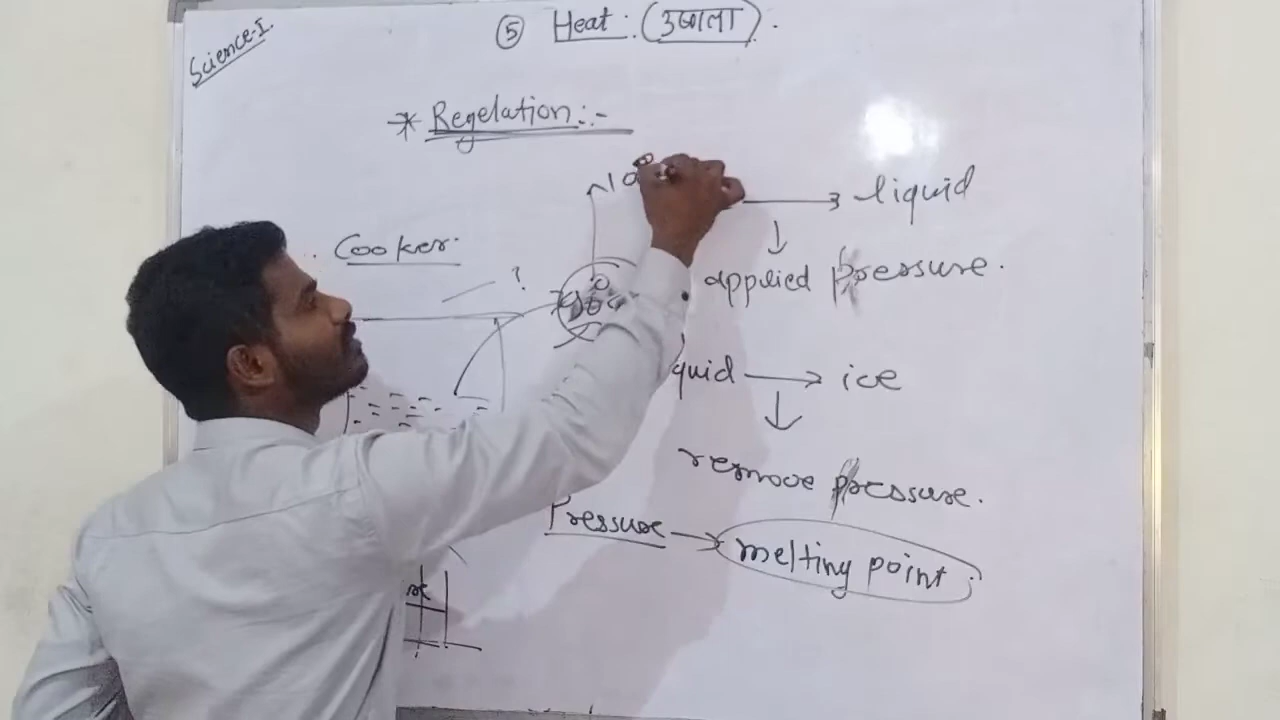 Science-I
⑤ Heat : (उष्णता).
* Regelation :-
liquid
Cooker.
?
applied pressure.
quid → ice
remove pressure.
Pressure → melting point.